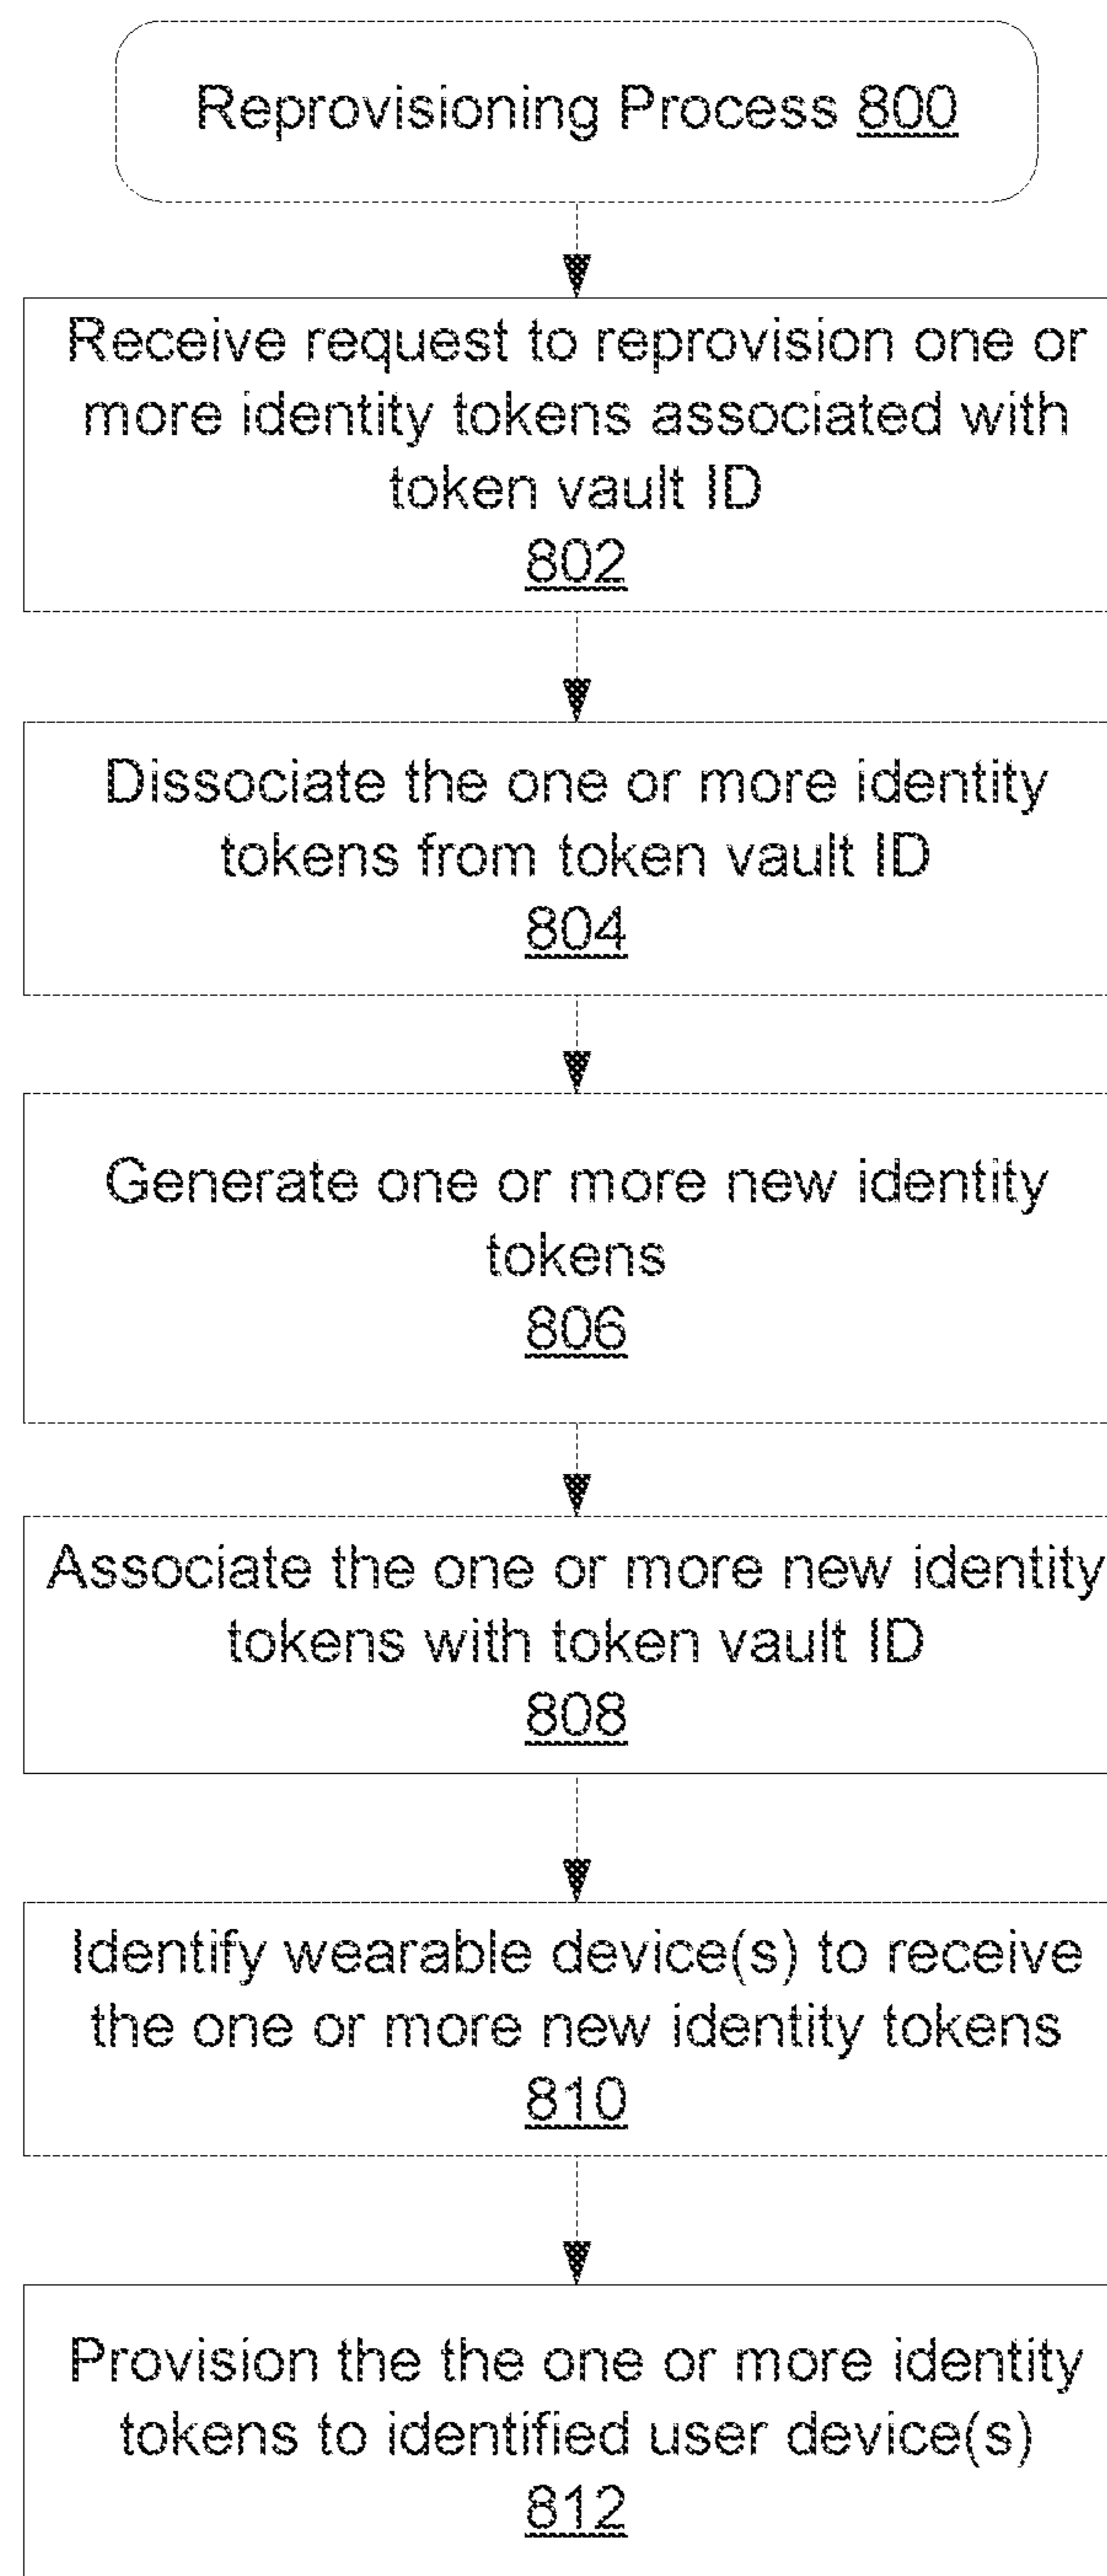 Reprovisioning Process 800
Receive request to reprovision one or
more identity tokens associated with
token vault ID
802
Dissociate the one or more identity
tokens from token vault ID
804
Generate one or more new identity
tokens
806
Associate the one or more new identity
tokens with token vault ID
808
Identify wearable device(s) to receive
the one or more new identity tokens
810
Provision the the one or more identity
tokens to identified user device(s)
812